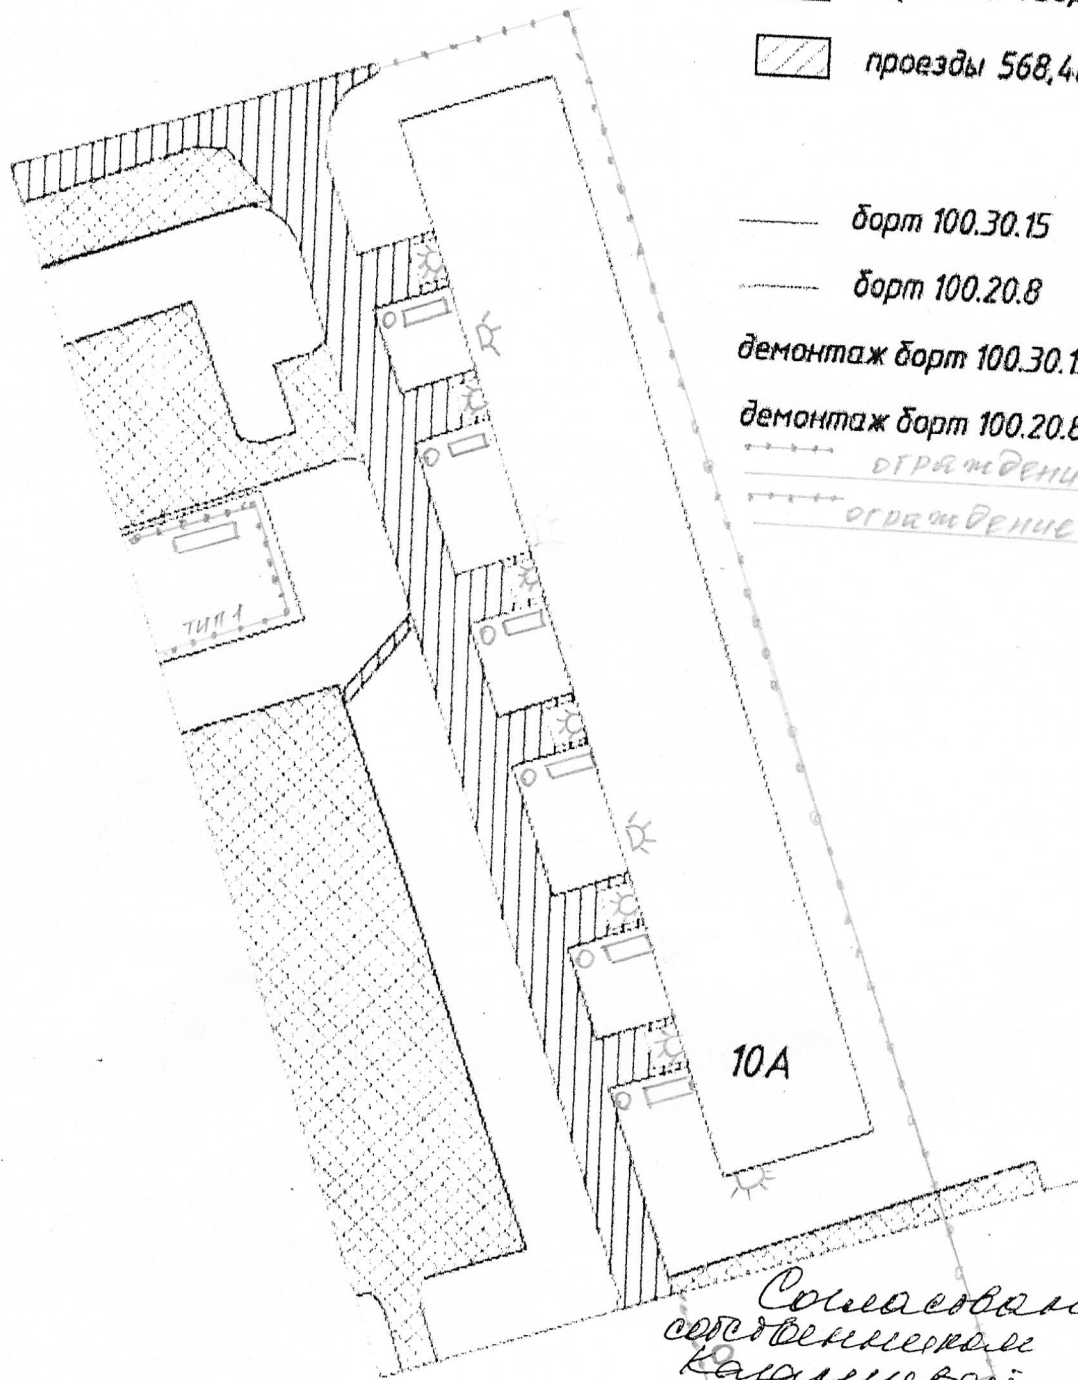 проезды 568,4
борт 100.30.15
борт 100.20.8
демонтаж борт 100.30.1
демонтаж борт 100.20.8
ограждени
ограждение
тип 1
10А
Согласован
собственником